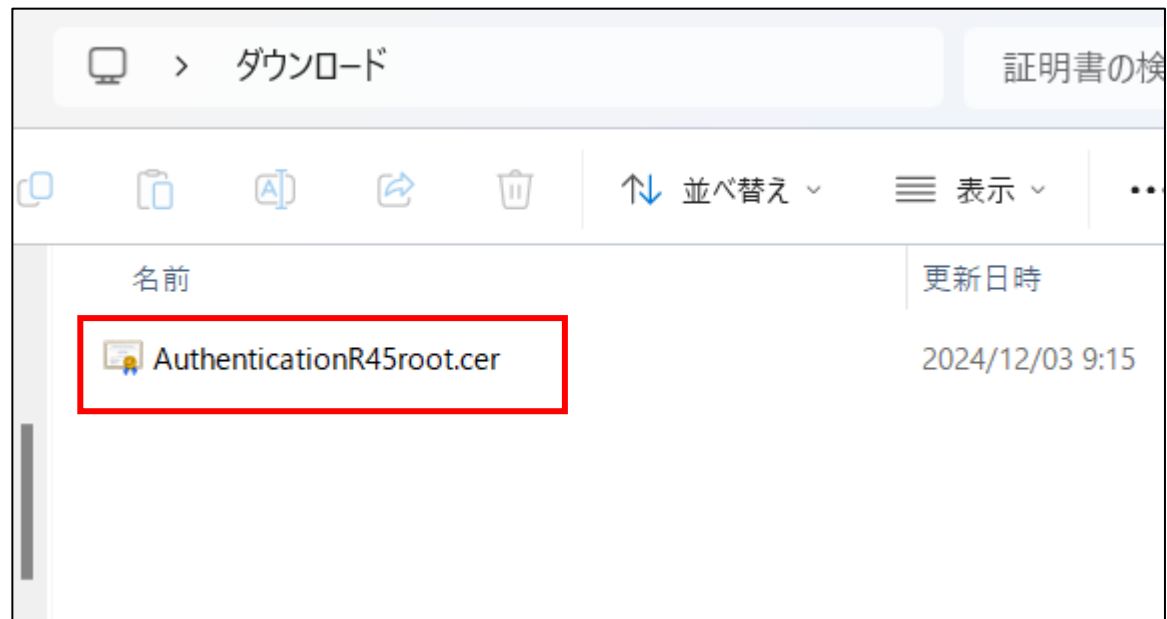 > ダウンロード 証明書の検
A 並べ替え 表示 •••
名前 更新日時
AuthenticationR45root.cer 2024/12/03 9:15